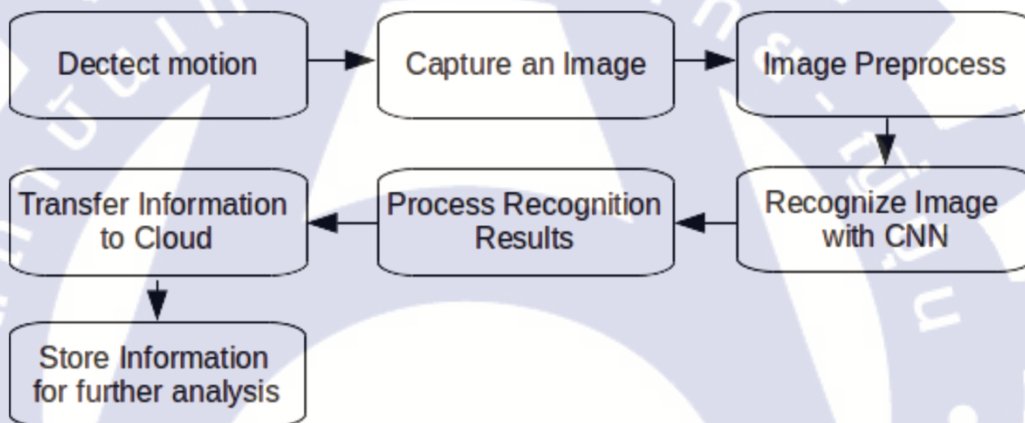 Dectect motion
Capture an Image
Image Preprocess
Recognize Image
with CNN
Process Recognition
Results
Transfer Information
to Cloud
Store Information
for further analysis